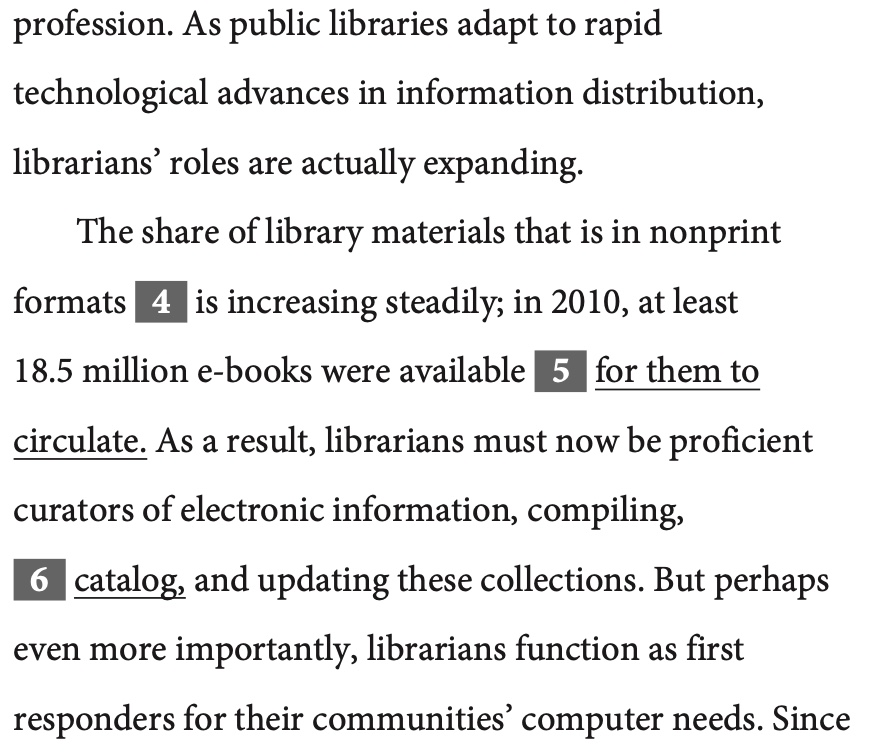 profession. As public libraries adapt to rapid
technological advances in information distribution,
librarians’ roles are actually expanding.
The share of library materials that is in nonprint
formats 4 is increasing steadily; in 2010, at least
18.5 million e-books were available 5 for them to
circulate. As a result, librarians must now be proficient
curators of electronic information, compiling,
6 catalog, and updating these collections. But perhaps
even more importantly, librarians function as first
responders for their communities’ computer needs. Since